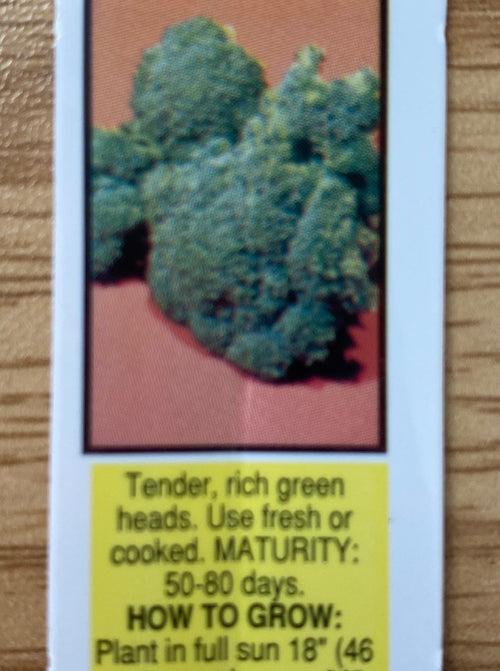 Tender, rich green
heads. Use fresh or
cooked. MATURITY:
50-80 days.
HOW TO GROW:
Plant in full sun 18" (46